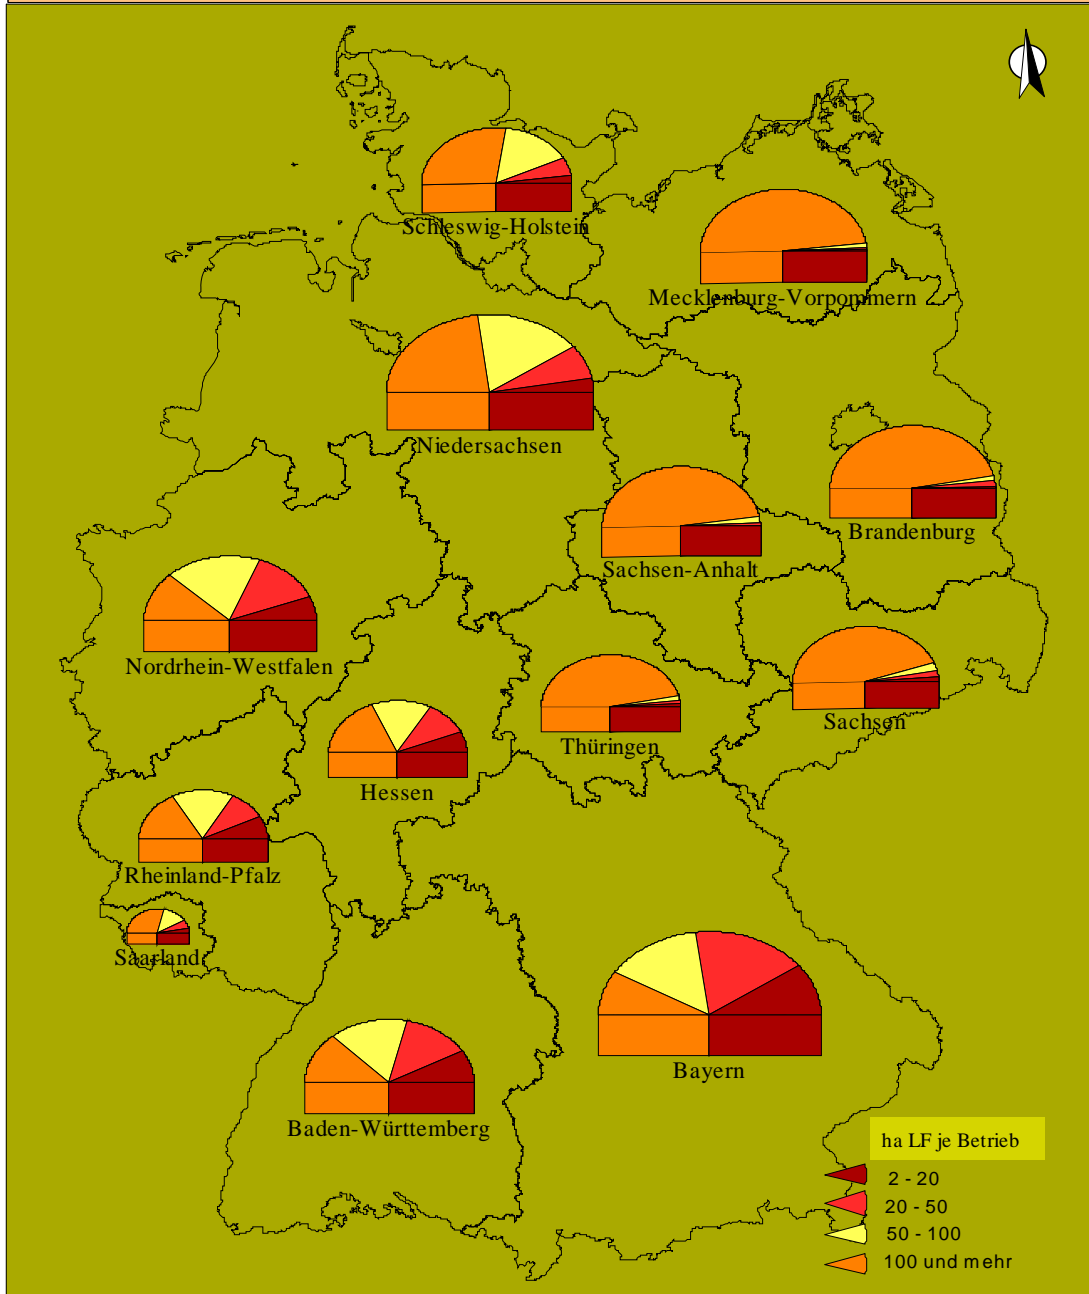 Schleswig-Holstein
Mecklenburg-Vorpommern
Niedersachsen
Brandenburg
Sachsen-Anhalt
Nordrhein-Westfalen
Sachsen
Thüringen
Hessen
Rheinland-Pfalz
Saarland
Bayern
Baden-Württemberg
ha LF je Betrieb
2 - 20
20 - 50
50 - 100
100 und mehr